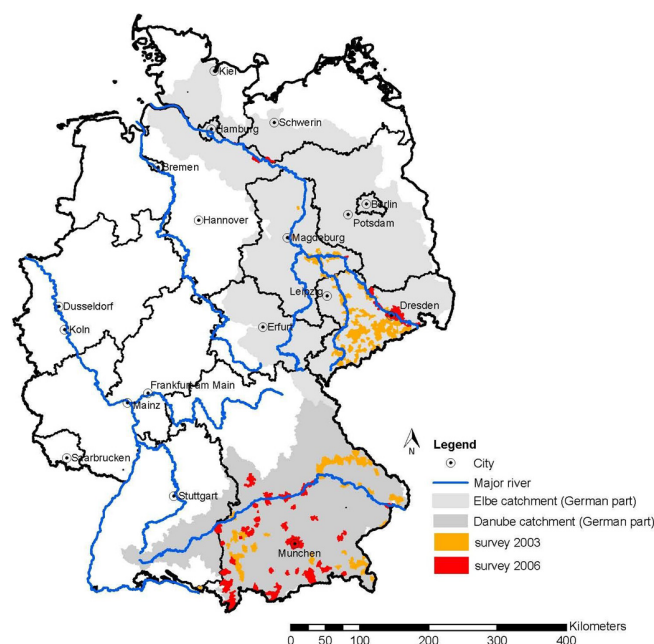 Kiel
Schwerin
Hamburg
Bremen
Berlin
Hannover
Potsdam
Magdeburg
Leipzig
Dusseldorf
Dresden
Koln
Erfurt
Frankfurt am Main
Mainz
N
Legend
Saarbrucken
City
Major river
Stuttgart
Elbe catchment (German part)
Danube catchment (German part)
survey 2003
Munchen
survey 2006
Kilometers
0 50 100 200 300 400